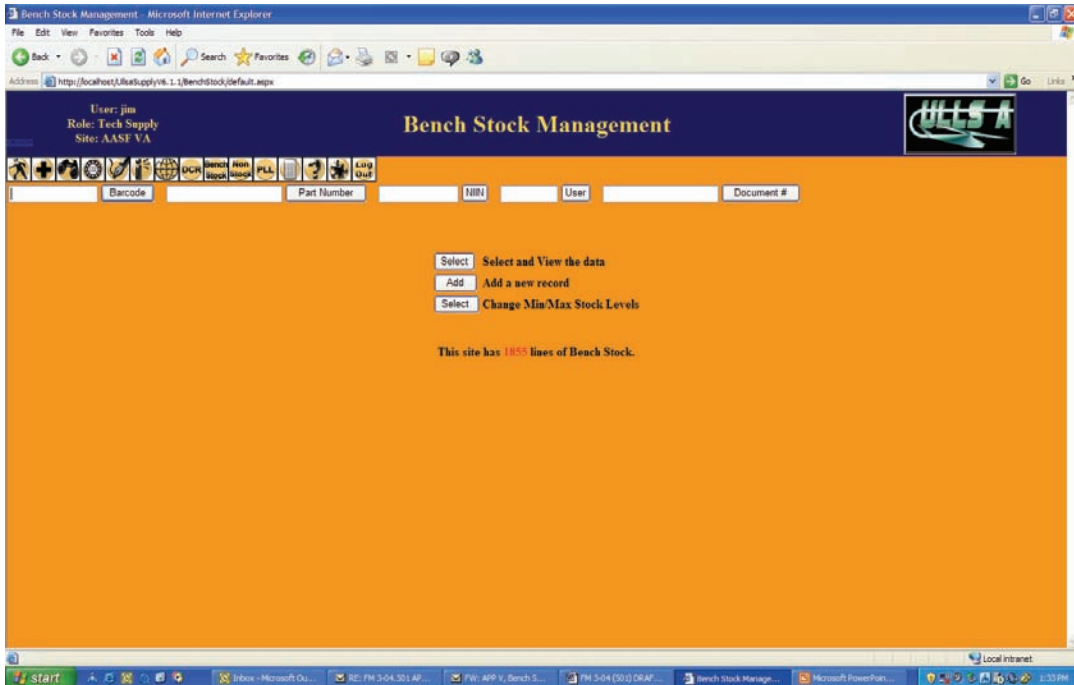 Bench Stock Management - Microsoft Internet Explorer
File Edit View Favorites Tools Help
Back Search Favorites
Address http://localhost/UllsaSupplyV6.1.1/BenchStock/default.aspx Go Links
User: jim
Role: Tech Supply
Site: AASF VA
Bench Stock Management
ULLS A
DCR Bench Stock Non Stock PLL ? Log Out
Barcode Part Number NIIN User Document #
Select Select and View the data
Add Add a new record
Select Change Min/Max Stock Levels
This site has 1855 lines of Bench Stock.
Local intranet
start Inbox - Microsoft Ou... RE: FM 3-04.501 AP... FW: APP V, Bench S... FM 3-04 (501) DRAF... Bench Stock Manage... Microsoft PowerPoin... 1:33 PM